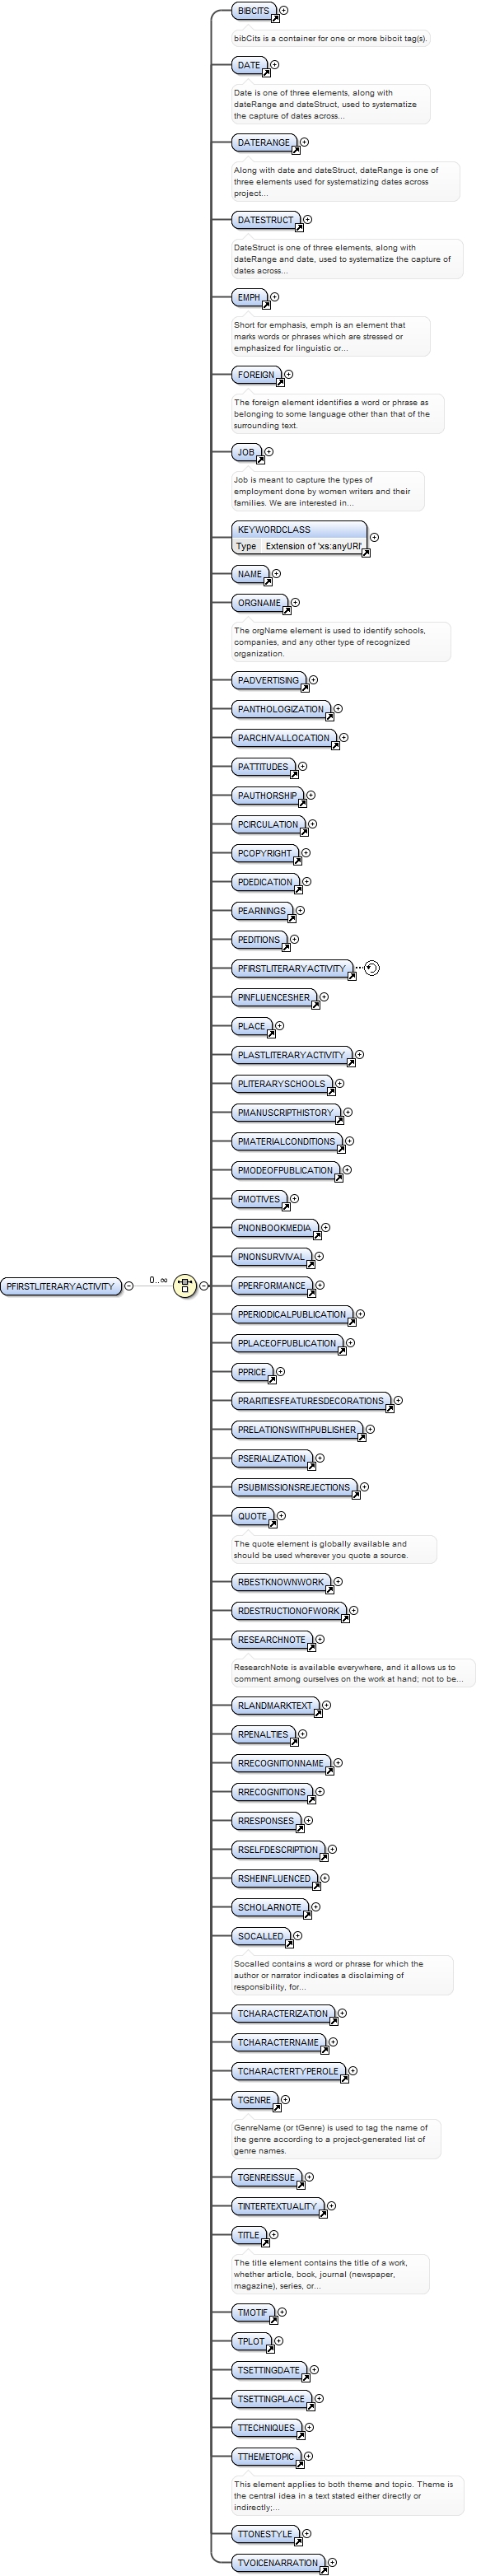 BIBCITS
bibCits is a container for one or more bibcit tag(s).
DATE
Date is one of three elements, along with
dateRange and dateStruct, used to systematize
the capture of dates across...
DATERANGE
Along with date and dateStruct, dateRange is one of
three elements used for systematizing dates across
project...
DATESTRUCT
DateStruct is one of three elements, along with
dateRange and date, used to systematize the capture of
dates across...
EMPH
Short for emphasis, emph is an element that
marks words or phrases which are stressed or
emphasized for linguistic or...
FOREIGN
The foreign element identifies a word or phrase as
belonging to some language other than that of the
surrounding text.
JOB
Job is meant to capture the types of
employment done by women writers and their
families. We are interested in...
KEYWORDCLASS
Type Extension of 'xs:anyURI'
NAME
ORGNAME
The orgName element is used to identify schools,
companies, and any other type of recognized
organization.
PADVERTISING
PANTHOLOGIZATION
PARCHIVALLOCATION
PATTITUDES
PAUTHORSHIP
PCIRCULATION
PCOPYRIGHT
PDEDICATION
PEARNINGS
PEDITIONS
PFIRSTLITERARYACTIVITY
PINFLUENCESHER
PLACE
PLASTLITERARYACTIVITY
PLITERARYSCHOOLS
PMANUSCRIPTHISTORY
PMATERIALCONDITIONS
PMODEOFPUBLICATION
PMOTIVES
PNONBOOKMEDIA
PNONSURVIVAL
PFIRSTLITERARYACTIVITY 0..∞
PPERFORMANCE
PPERIODICALPUBLICATION
PPLACEOFPUBLICATION
PPRICE
PRARITIESFEATURESDECORATIONS
PRELATIONSWITHPUBLISHER
PSERIALIZATION
PSUBMISSIONSREJECTIONS
QUOTE
The quote element is globally available and
should be used wherever you quote a source.
RBESTKNOWNWORK
RDESTRUCTIONOFWORK
RESEARCHNOTE
ResearchNote is available everywhere, and it allows us to
comment among ourselves on the work at hand; not to be...
RLANDMARKTEXT
RPENALTIES
RRECOGNITIONNAME
RRECOGNITIONS
RRESPONSES
RSELFDESCRIPTION
RSHEINFLUENCED
SCHOLARNOTE
SOCALLED
Socalled contains a word or phrase for which the
author or narrator indicates a disclaiming of
responsibility, for...
TCHARACTERIZATION
TCHARACTERNAME
TCHARACTERTYPEROLE
TGENRE
GenreName (or tGenre) is used to tag the name of
the genre according to a project-generated list of
genre names.
TGENREISSUE
TINTERTEXTUALITY
TITLE
The title element contains the title of a work,
whether article, book, journal (newspaper,
magazine), series, or...
TMOTIF
TPLOT
TSETTINGDATE
TSETTINGPLACE
TTECHNIQUES
TTHEMETOPIC
This element applies to both theme and topic. Theme is
the central idea in a text stated either directly or
indirectly;...
TTONESTYLE
TVOICENARRATION